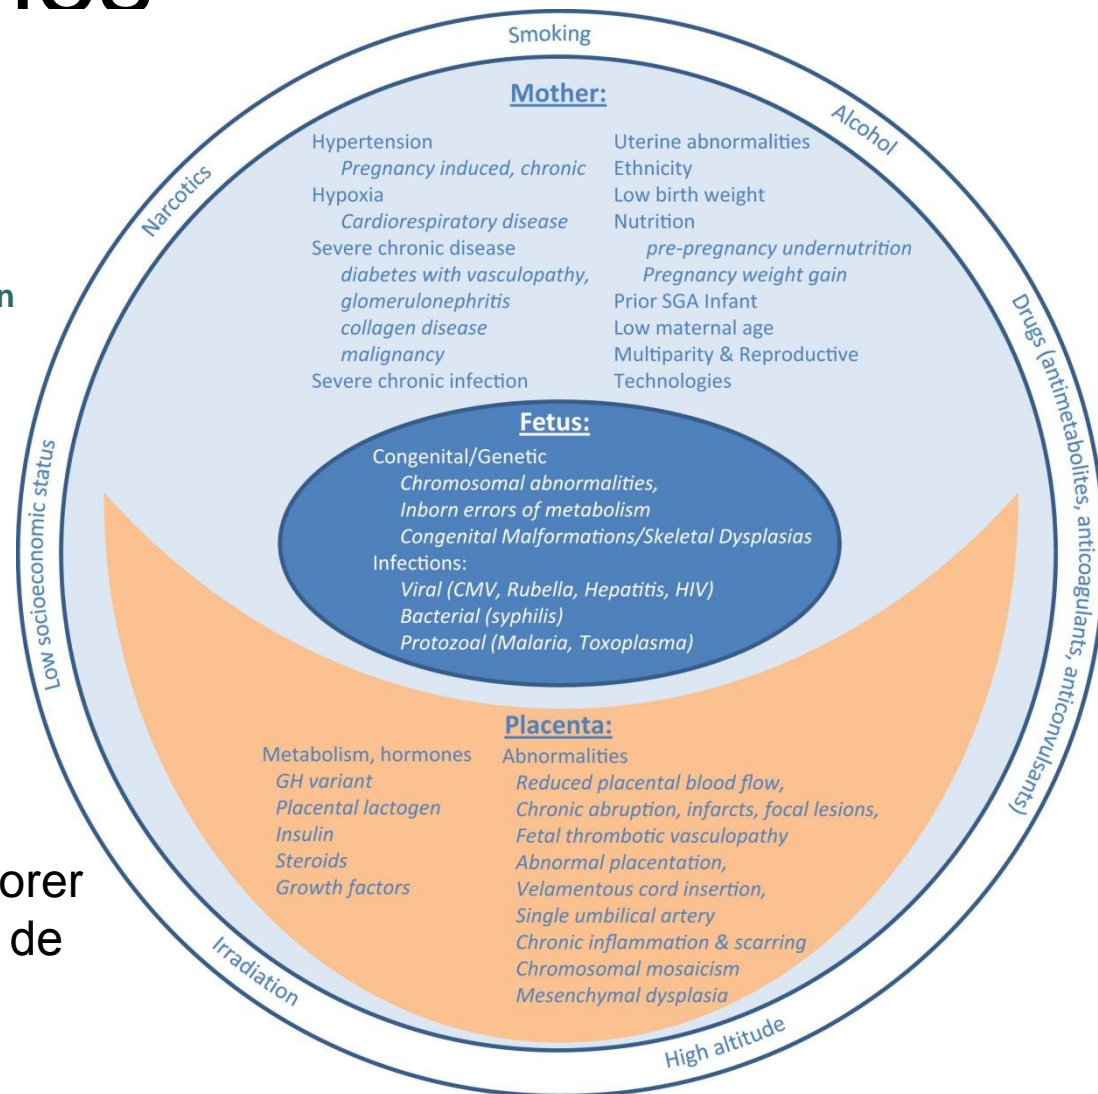 Smoking
Alcohol
Narcotics
Drugs (antimetabolites, anticoagulants, anticonvulsants)
Low socioeconomic status
Irradiation
High altitude
Mother:
Hypertension
Pregnancy induced, chronic
Hypoxia
Cardiorespiratory disease
Severe chronic disease
diabetes with vasculopathy,
glomerulonephritis
collagen disease
malignancy
Severe chronic infection
Uterine abnormalities
Ethnicity
Low birth weight
Nutrition
pre-pregnancy undernutrition
Pregnancy weight gain
Prior SGA Infant
Low maternal age
Multiparity & Reproductive
Technologies
Fetus:
Congenital/Genetic
Chromosomal abnormalities,
Inborn errors of metabolism
Congenital Malformations/Skeletal Dysplasias
Infections:
Viral (CMV, Rubella, Hepatitis, HIV)
Bacterial (syphilis)
Protozoal (Malaria, Toxoplasma)
Placenta:
Metabolism, hormones
GH variant
Placental lactogen
Insulin
Steroids
Growth factors
Abnormalities
Reduced placental blood flow,
Chronic abruption, infarcts, focal lesions,
Fetal thrombotic vasculopathy
Abnormal placentation,
Velamentous cord insertion,
Single umbilical artery
Chronic inflammation & scarring
Chromosomal mosaicism
Mesenchymal dysplasia
n
orer
de